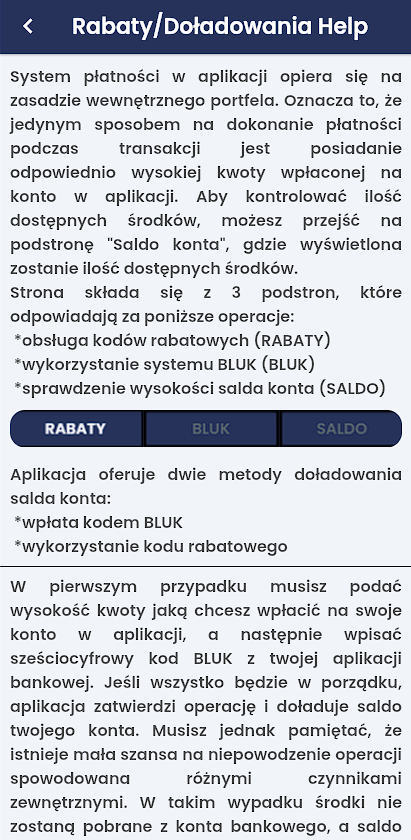 Rabaty/Doładowania Help
System płatności w aplikacji opiera się na
zasadzie wewnętrznego portfela. Oznacza to, że
jedynym sposobem na dokonanie płatności
podczas transakcji jest posiadanie
odpowiednio wysokiej kwoty wpłaconej na
konto w aplikacji. Aby kontrolować ilość
dostępnych środków, możesz przejść na
podstronę "Saldo konta", gdzie wyświetlona
zostanie ilość dostępnych środków.
Strona składa się z 3 podstron, które
odpowiadają za poniższe operacje:
*obsługa kodów rabatowych (RABATY)
*wykorzystanie systemu BLUK (BLUK)
*sprawdzenie wysokości salda konta (SALDO)
RABATY BLUK SALDO
Aplikacja oferuje dwie metody doładowania
salda konta:
*wpłata kodem BLUK
*wykorzystanie kodu rabatowego
W pierwszym przypadku musisz podać
wysokość kwoty jaką chcesz wpłacić na swoje
konto w aplikacji, a następnie wpisać
sześciocyfrowy kod BLUK z twojej aplikacji
bankowej. Jeśli wszystko będzie w porządku,
aplikacja zatwierdzi operację i doładuje saldo
twojego konta. Musisz jednak pamiętać, że
istnieje mała szansa na niepowodzenie operacji
spowodowana różnymi czynnikami
zewnętrznymi. W takim wypadku środki nie
zostaną pobrane z konta bankowego, a saldo